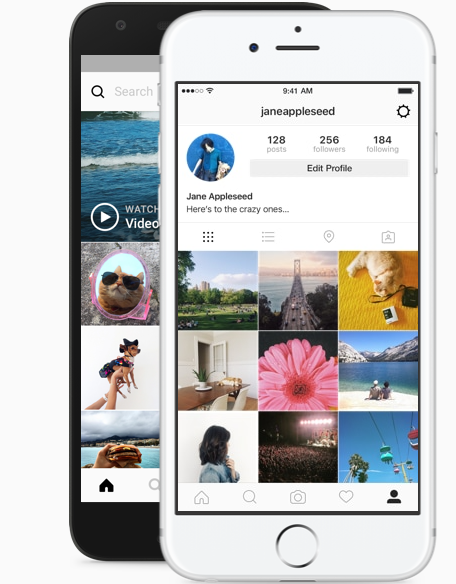 Search
WATCH
Video
9:41 AM
janeappleseed
128 256 184
posts followers following
Edit Profile
Jane Appleseed
Here's to the crazy ones...